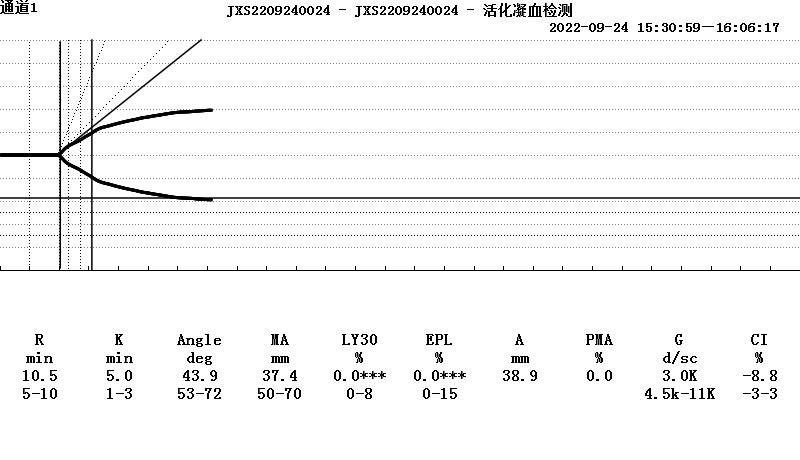 通道1
JXS2209240024 - JXS2209240024 - 活化凝血检测
2022-09-24 15:30:59—16:06:17
R K Angle MA LY30 EPL A PMA G CI
min min deg mm % % mm % d/sc %
10.5 5.0 43.9 37.4 0.0*** 0.0*** 38.9 0.0 3.0K -8.8
5-10 1-3 53-72 50-70 0-8 0-15 4.5k-11K -3-3